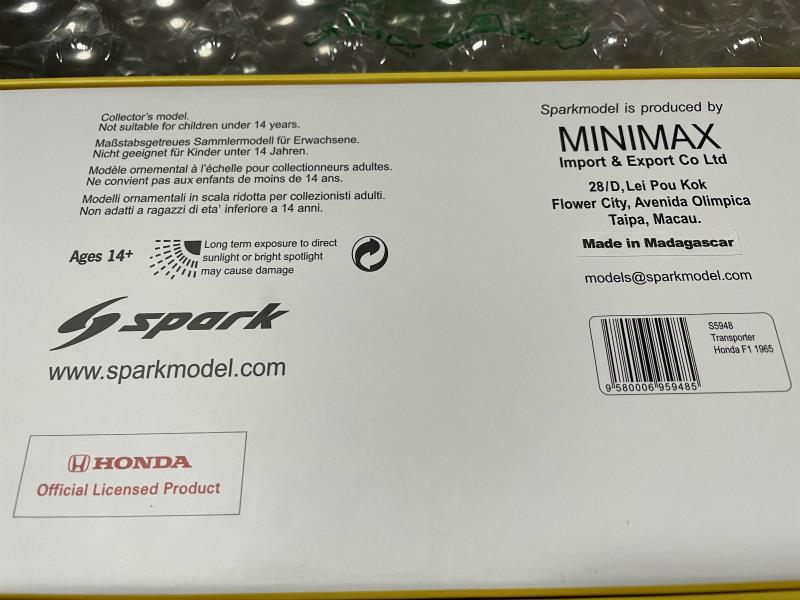 Collector's model.
Not suitable for children under 14 years.
Maßstabsgetreues Sammlermodell für Erwachsene.
Nicht geeignet für Kinder unter 14 Jahren.
Modèle ornemental à l'échelle pour collectionneurs adultes.
Ne convient pas aux enfants de moins de 14 ans.
Modelli ornamentali in scala ridotta per collezionisti adulti.
Non adatti a ragazzi di eta' inferiore a 14 anni.
Ages 14+
Long term exposure to direct
sunlight or bright spotlight
may cause damage
spark
www.sparkmodel.com
HONDA
Official Licensed Product
Sparkmodel is produced by
MINIMAX
Import & Export Co Ltd
28/D, Lei Pou Kok
Flower City, Avenida Olimpica
Taipa, Macau.
Made in Madagascar
models@sparkmodel.com
S5948
Transporter
Honda F1 1965
9 580006 959485